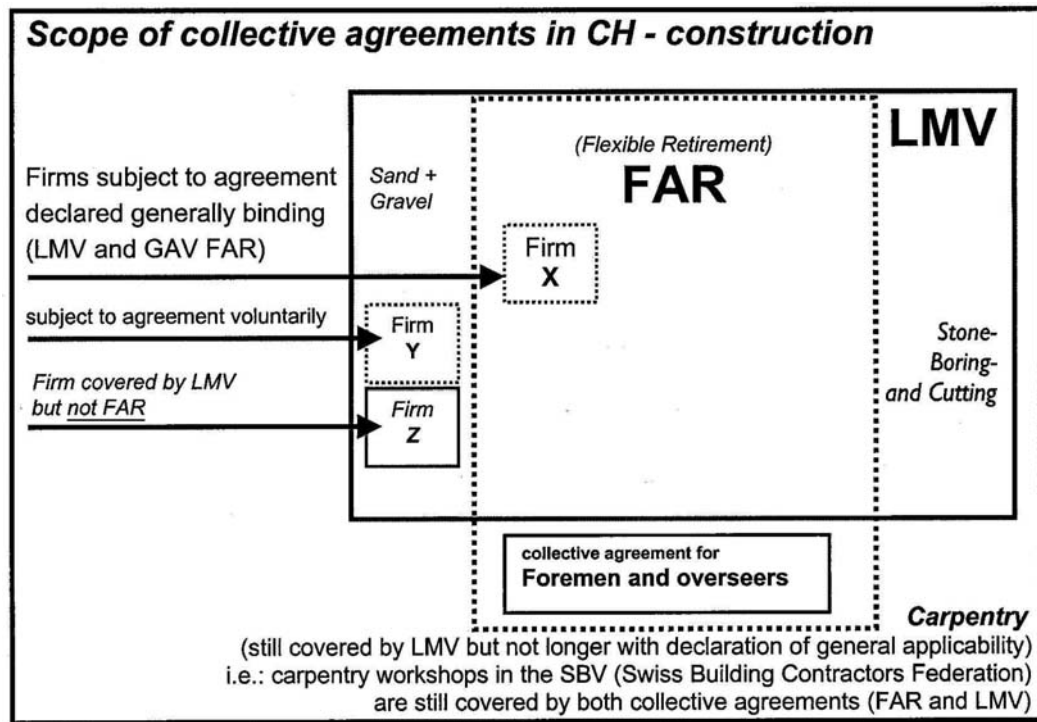 Scope of collective agreements in CH - construction
LMV
(Flexible Retirement)
FAR
Sand +
Gravel
Firms subject to agreement
declared generally binding
(LMV and GAV FAR)
Firm
X
subject to agreement voluntarily
Firm
Y
Firm covered by LMV
but not FAR
Firm
Z
Stone-
Boring-
and Cutting
collective agreement for
Foremen and overseers
Carpentry
(still covered by LMV but not longer with declaration of general applicability)
i.e.: carpentry workshops in the SBV (Swiss Building Contractors Federation)
are still covered by both collective agreements (FAR and LMV)